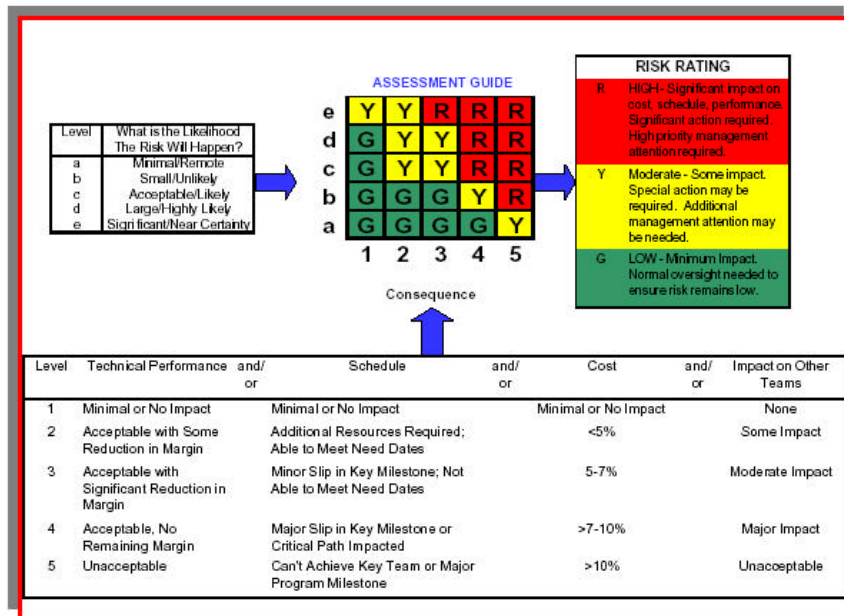 ASSESSMENT GUIDE
Level What is the Likelihood
The Risk Will Happen?
a Minimal/Remote
b Small/Unlikely
c Acceptable/Likely
d Large/Highly Likely
e Significant/Near Certainty
e Y Y R R R
d G Y Y R R
c G Y Y R R
b G G G Y R
a G G G G Y
1 2 3 4 5
Consequence
RISK RATING
R HIGH - Significant impact on
cost, schedule, performance.
Significant action required.
High priority management
attention required.
Y Moderate - Some impact.
Special action may be
required. Additional
management attention may
be needed.
G LOW - Minimum Impact.
Normal oversight needed to
ensure risk remains low.
Level Technical Performance and/ Schedule and/ Cost and/ Impact on Other
or or or Teams
1 Minimal or No Impact Minimal or No Impact Minimal or No Impact None
2 Acceptable with Some Additional Resources Required; <5% Some Impact
Reduction in Margin Able to Meet Need Dates
3 Acceptable with Minor Slip in Key Milestone; Not 5-7% Moderate Impact
Significant Reduction in Able to Meet Need Dates
Margin
4 Acceptable, No Major Slip in Key Milestone or >7-10% Major Impact
Remaining Margin Critical Path Impacted
5 Unacceptable Can't Achieve Key Team or Major >10% Unacceptable
Program Milestone